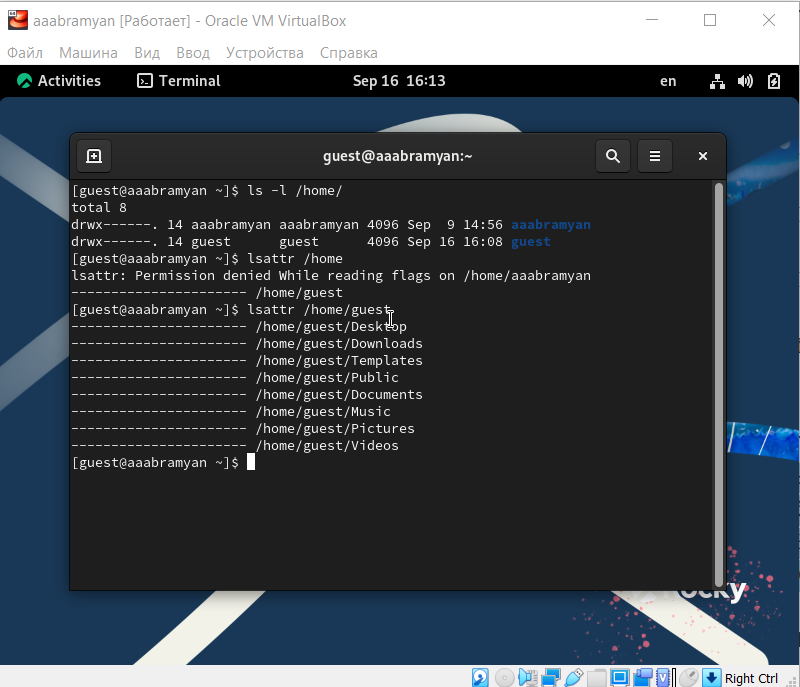 aaabramyan [Работает] - Oracle VM VirtualBox
Файл Машина Вид Ввод Устройства Справка
Activities Terminal Sep 16 16:13 en
guest@aaabramyan:~
[guest@aaabramyan ~]$ ls -l /home/
total 8
drwx------. 14 aaabramyan aaabramyan 4096 Sep  9 14:56 aaabramyan
drwx------. 14 guest      guest      4096 Sep 16 16:08 guest
[guest@aaabramyan ~]$ lsattr /home
lsattr: Permission denied While reading flags on /home/aaabramyan
---------------------- /home/guest
[guest@aaabramyan ~]$ lsattr /home/guest
---------------------- /home/guest/Desktop
---------------------- /home/guest/Downloads
---------------------- /home/guest/Templates
---------------------- /home/guest/Public
---------------------- /home/guest/Documents
---------------------- /home/guest/Music
---------------------- /home/guest/Pictures
---------------------- /home/guest/Videos
[guest@aaabramyan ~]$
Rocky
Right Ctrl